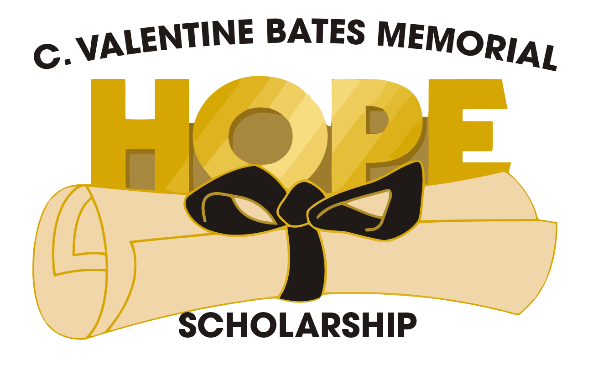 C. VALENTINE BATES MEMORIAL
HOPE
SCHOLARSHIP